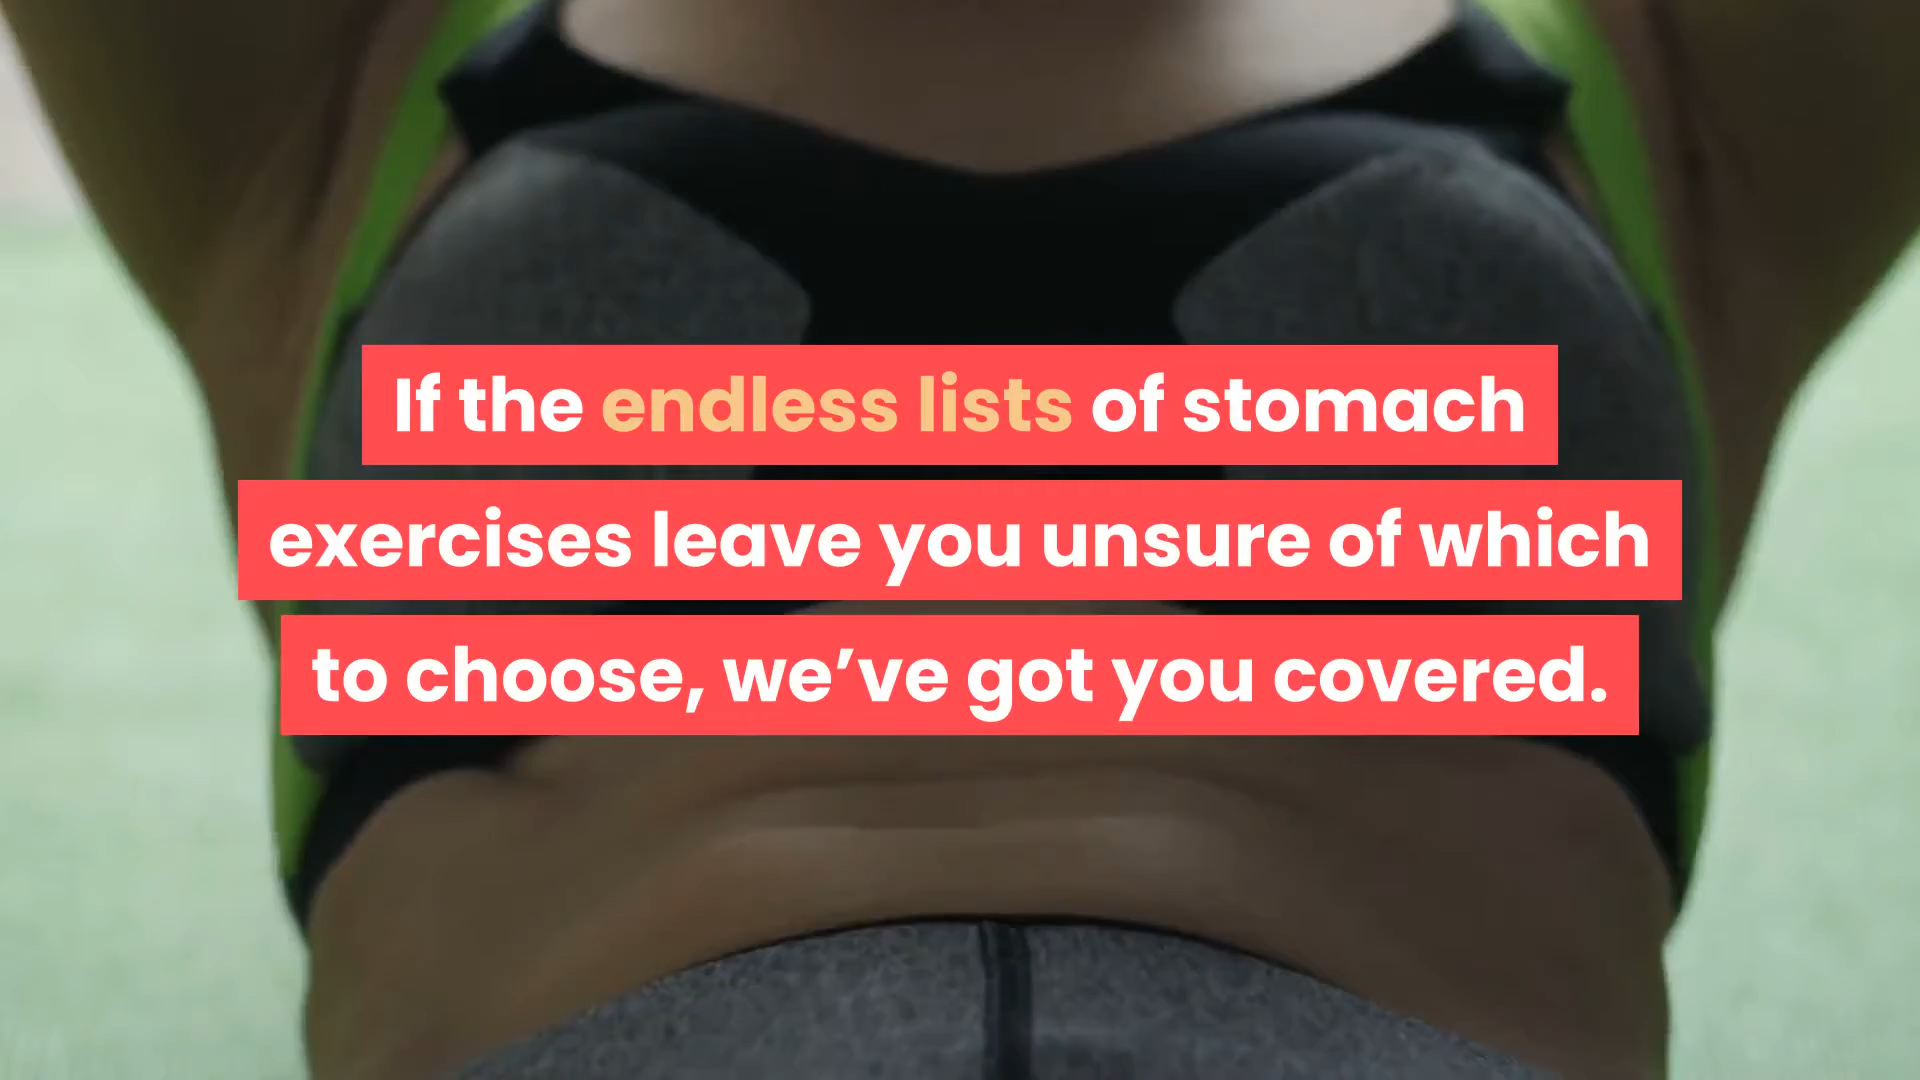 If the endless lists of stomach
exercises leave you unsure of which
to choose, we’ve got you covered.